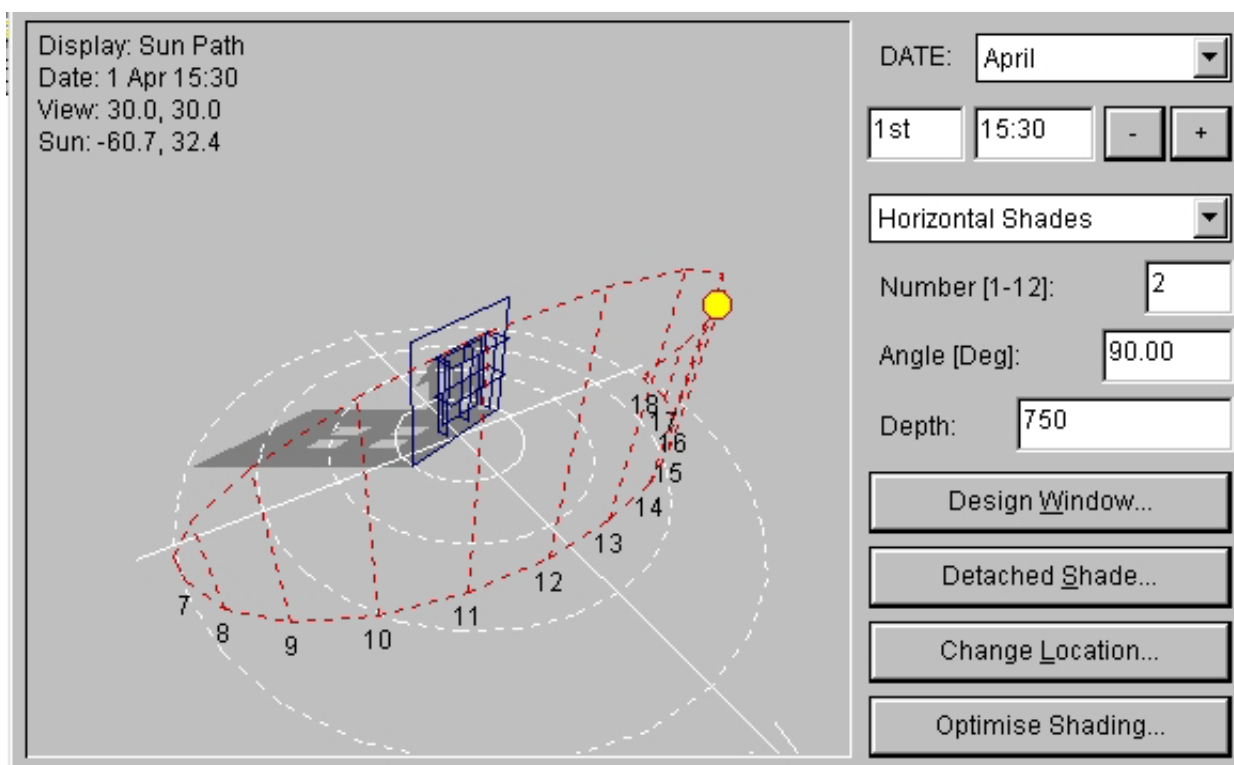 Display: Sun Path
Date: 1 Apr 15:30
View: 30.0, 30.0
Sun: -60.7, 32.4
DATE:
April
1st
15:30
-
+
Horizontal Shades
Number [1-12]:
2
Angle [Deg]:
90.00
Depth:
750
Design Window...
Detached Shade...
Change Location...
Optimise Shading...
7
8
9
10
11
12
13
14
15
16
17
18